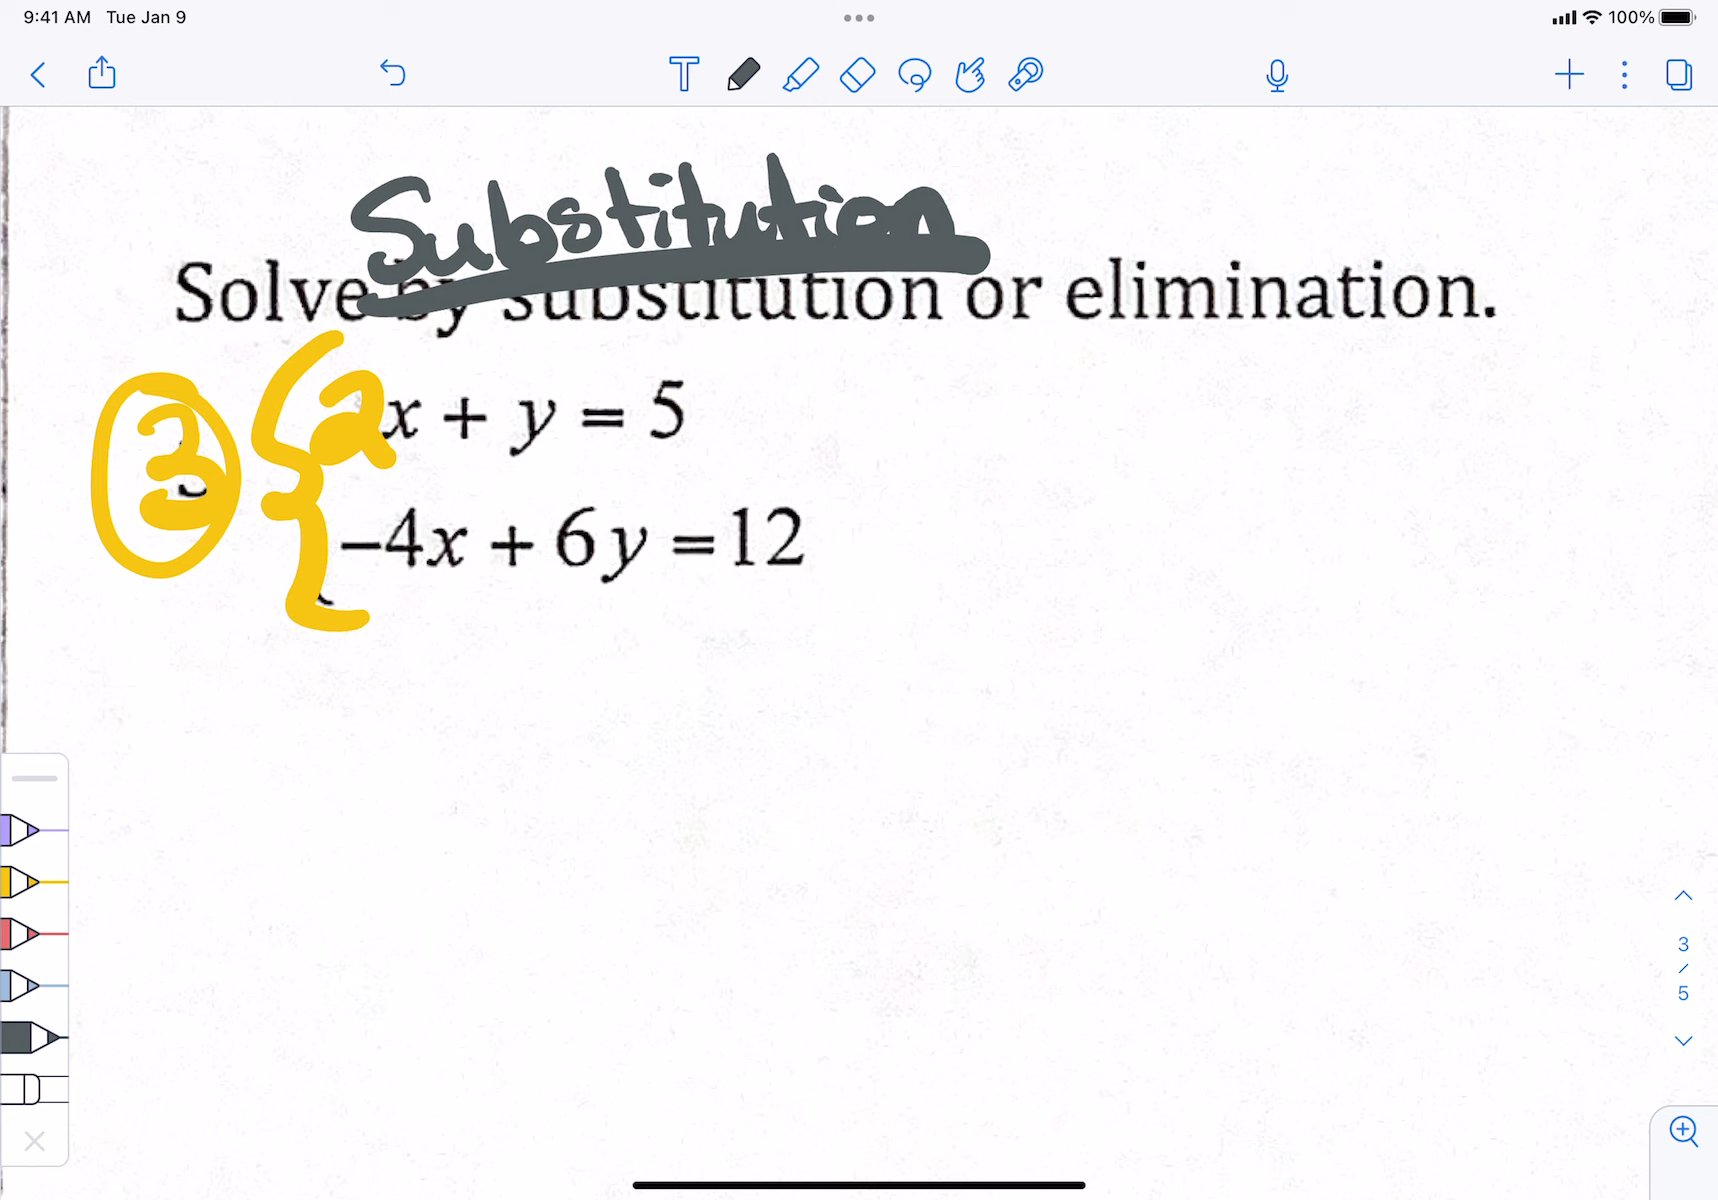 9:41 AM Tue Jan 9
100%
T
Substitution
Solve by substitution or elimination.
3
2x + y = 5
−4x + 6y = 12
3
/
5